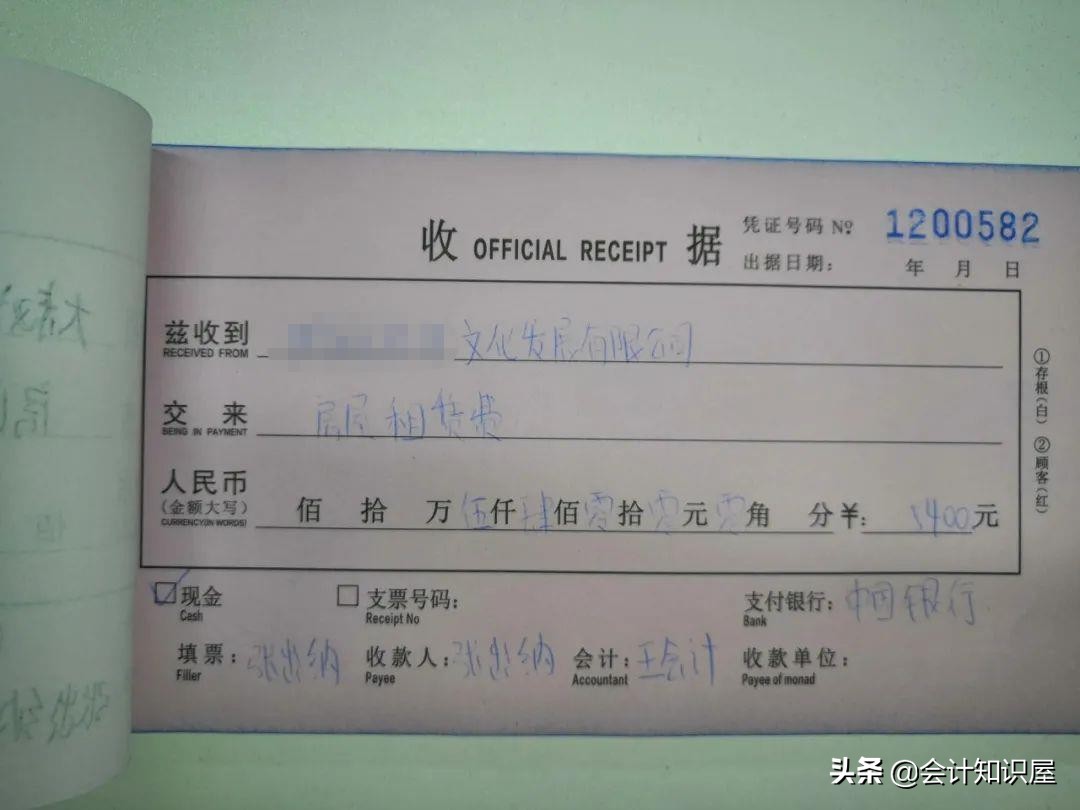 收 OFFICIAL RECEIPT 据
凭证号码 Nº 1200582
出据日期: 年 月 日
兹收到 文化发展有限公司
RECEIVED FROM
交来 房屋租赁费
BEING IN PAYMENT
人民币
(金额大写) 佰 拾 万 伍仟肆佰零拾零元零角 分 ¥: 5400元
CURRENCY(IN WORDS)
①存根(白) ②顾客(红)
☑现金 □支票号码: 支付银行: 中国银行
Cash Receipt No Bank
填票: 张出纳 收款人: 张出纳 会计: 王会计 收款单位:
Filler Payee Accountant Payee of monad
头条 @会计知识屋